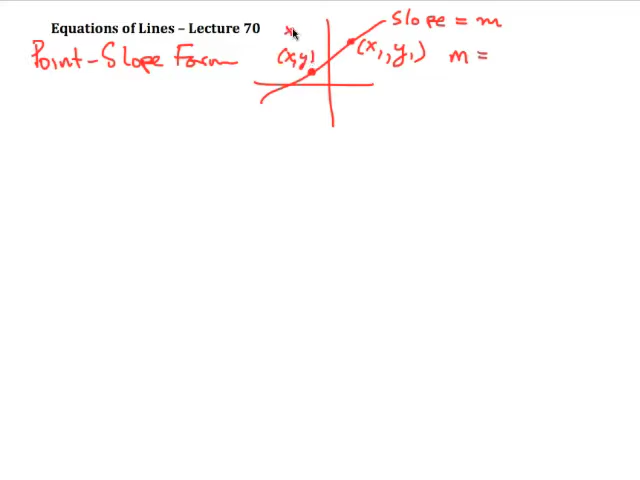 Equations of Lines – Lecture 70
Point-Slope Form
x
(x,y)
(x₁,y₁)
slope = m
m =